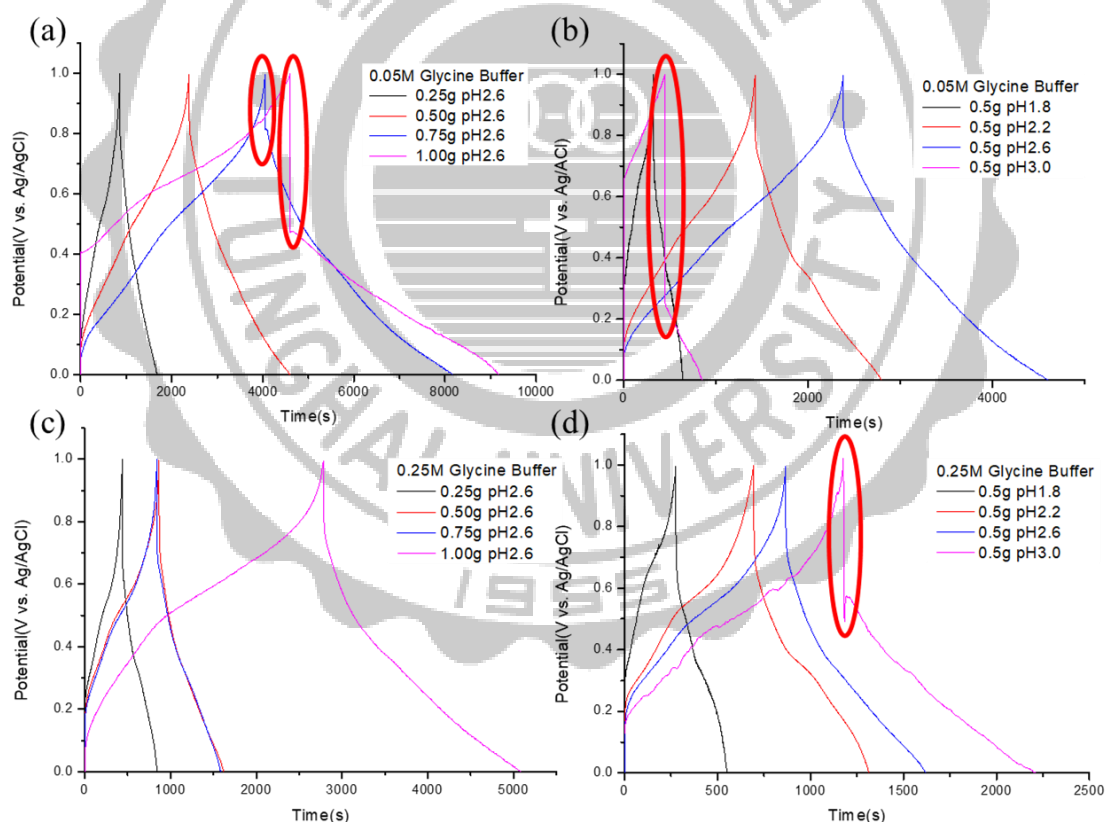 (a)
0.05M Glycine Buffer
0.25g pH2.6
0.50g pH2.6
0.75g pH2.6
1.00g pH2.6
Potential(V vs. Ag/AgCl)
1.0
0.8
0.6
0.4
0.2
0.0
0
2000
4000
6000
8000
10000
Time(s)
(b)
0.05M Glycine Buffer
0.5g pH1.8
0.5g pH2.2
0.5g pH2.6
0.5g pH3.0
Potential(V vs. Ag/ACl)
1.0
0.8
0.6
0.4
0.2
0.0
0
2000
4000
Time(s)
(c)
0.25M Glycine Buffer
0.25g pH2.6
0.50g pH2.6
0.75g pH2.6
1.00g pH2.6
Potential(V vs. Ag/AgCl)
1.0
0.8
0.6
0.4
0.2
0.0
0
1000
2000
3000
4000
5000
Time(s)
(d)
0.25M Glycine Buffer
0.5g pH1.8
0.5g pH2.2
0.5g pH2.6
0.5g pH3.0
Potential(V vs. Ag/AgCl)
1.0
0.8
0.6
0.4
0.2
0.0
0
500
1000
1500
2000
2500
Time(s)
UNIVERSITY
1955